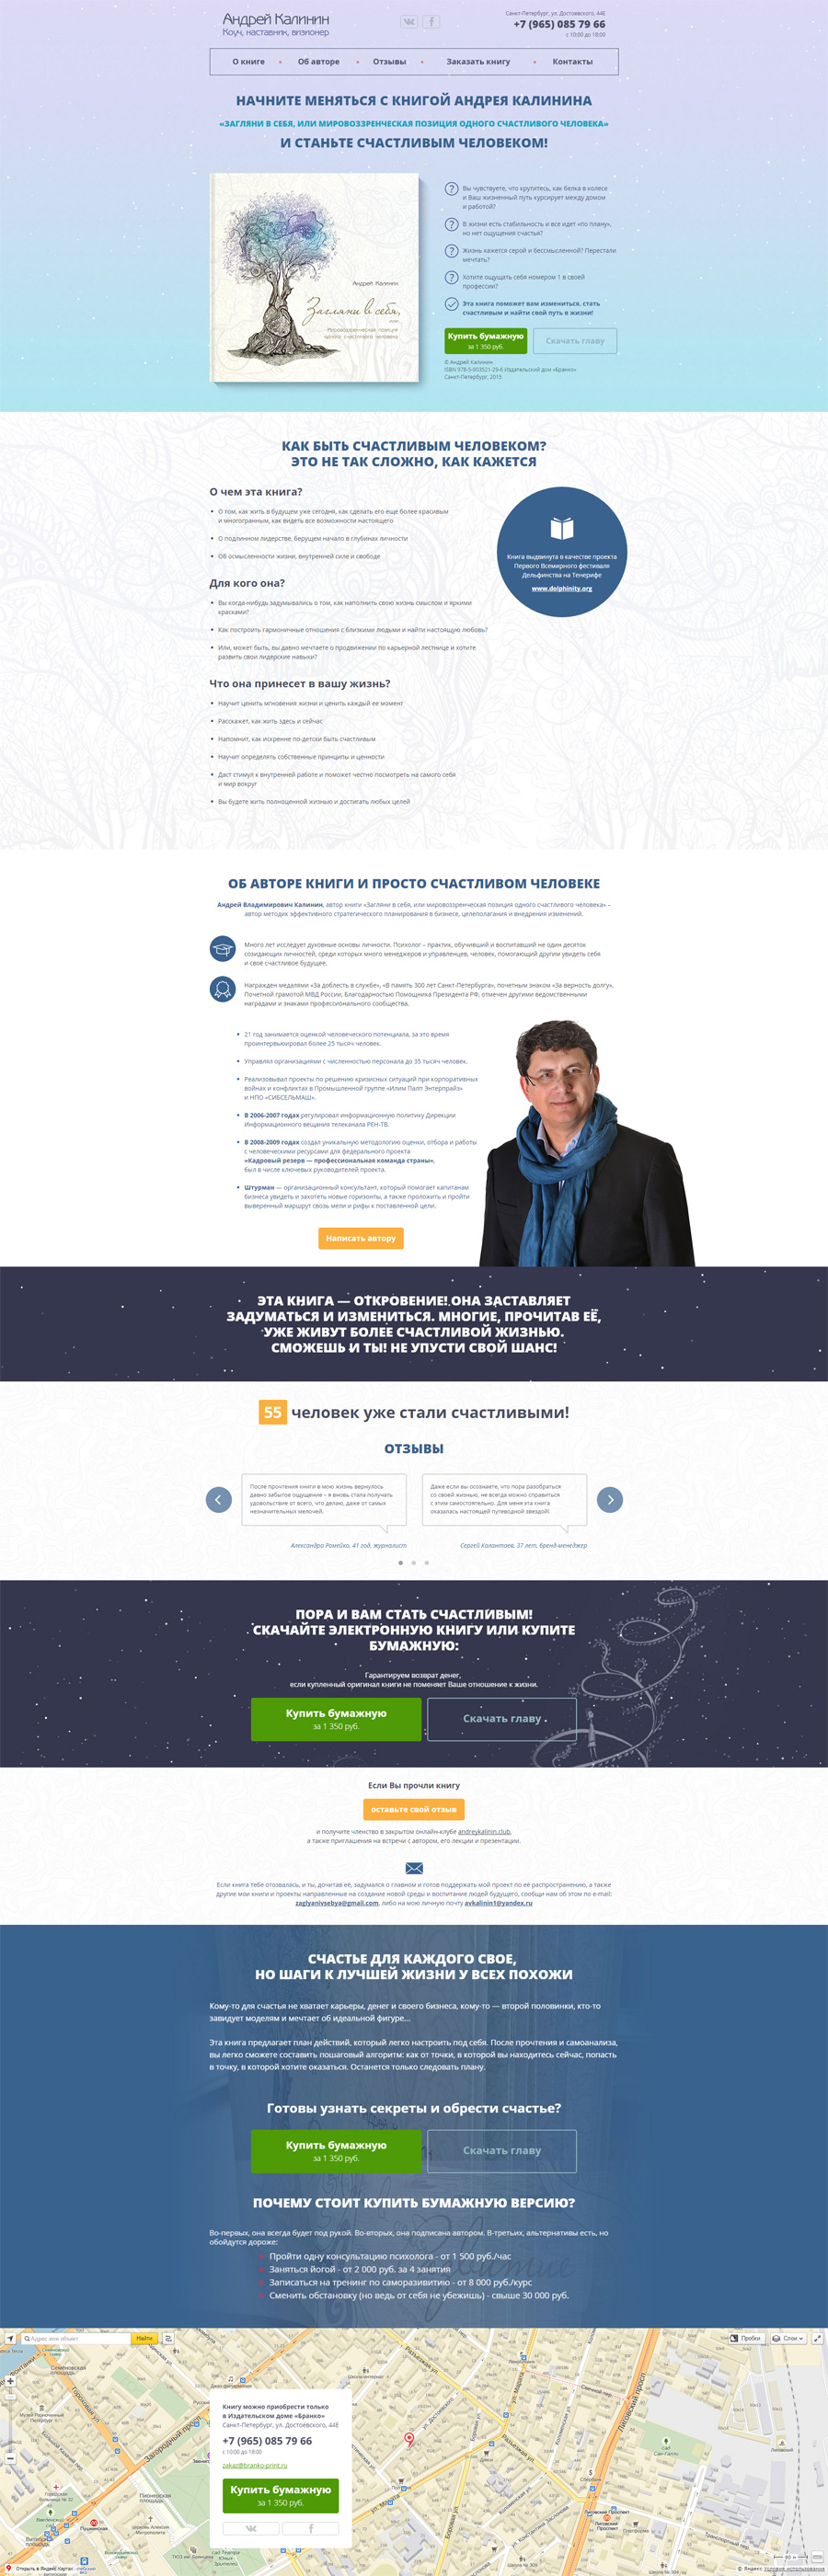 Андрей Калинин
Коуч, наставник, визионер
Санкт-Петербург, ул. Достоевского, 44Е
+7 (965) 085 79 66
с 10:00 до 18:00
О книге
Об авторе
Отзывы
Заказать книгу
Контакты
НАЧНИТЕ МЕНЯТЬСЯ С КНИГОЙ АНДРЕЯ КАЛИНИНА
«ЗАГЛЯНИ В СЕБЯ, ИЛИ МИРОВОЗЗРЕНЧЕСКАЯ ПОЗИЦИЯ ОДНОГО СЧАСТЛИВОГО ЧЕЛОВЕКА»
И СТАНЬТЕ СЧАСТЛИВЫМ ЧЕЛОВЕКОМ!
Андрей Калинин
Загляни в себя,
или
Мировоззренческая позиция
одного счастливого человека
Вы чувствуете, что крутитесь, как белка в колесе
и Ваш жизненный путь курсирует между домом
и работой?
В жизни есть стабильность и все идет «по плану»,
но нет ощущения счастья?
Жизнь кажется серой и бессмысленной? Перестали
мечтать?
Хотите ощущать себя номером 1 в своей
профессии?
Эта книга поможет вам измениться, стать
счастливым и найти свой путь в жизни!
Купить бумажную
за 1 350 руб.
Скачать главу
© Андрей Калинин
ISBN 978-5-903521-29-6 Издательский дом «Бранко»
Санкт-Петербург, 2015
КАК БЫТЬ СЧАСТЛИВЫМ ЧЕЛОВЕКОМ?
ЭТО НЕ ТАК СЛОЖНО, КАК КАЖЕТСЯ
О чем эта книга?
О том, как жить в будущем уже сегодня, как сделать его еще более красивым
и многогранным, как видеть все возможности настоящего
О подлинном лидерстве, берущем начало в глубинах личности
Об осмысленности жизни, внутренней силе и свободе
Книга выдвинута в качестве проекта
Первого Всемирного фестиваля
Дельфинства на Тенерифе
www.dolphinity.org
Для кого она?
Вы когда-нибудь задумывались о том, как наполнить свою жизнь смыслом и яркими
красками?
Как построить гармоничные отношения с близкими людьми и найти настоящую любовь?
Или, может быть, вы давно мечтаете о продвижении по карьерной лестнице и хотите
развить свои лидерские навыки?
Что она принесет в вашу жизнь?
Научит ценить мгновения жизни и ценить каждый ее момент
Расскажет, как жить здесь и сейчас
Напомнит, как искренне по-детски быть счастливым
Научит определять собственные принципы и ценности
Даст стимул к внутренней работе и поможет честно посмотреть на самого себя
и мир вокруг
Вы будете жить полноценной жизнью и достигать любых целей
ОБ АВТОРЕ КНИГИ И ПРОСТО СЧАСТЛИВОМ ЧЕЛОВЕКЕ
Андрей Владимирович Калинин, автор книги «Загляни в себя, или мировоззренческая позиция одного счастливого человека» –
автор методик эффективного стратегического планирования в бизнесе, целеполагания и внедрения изменений.
Много лет исследует духовные основы личности. Психолог – практик, обучивший и воспитавший не один десяток
созидающих личностей, среди которых много менеджеров и управленцев, человек, помогающий другим увидеть себя
и своё счастливое будущее.
Награжден медалями «За доблесть в службе», «В память 300 лет Санкт-Петербурга», почетным знаком «За верность долгу»,
Почетной грамотой МВД России, Благодарностью Помощника Президента РФ, отмечен другими ведомственными
наградами и знаками профессионального сообщества.
21 год занимается оценкой человеческого потенциала, за это время
проинтервьюировал более 25 тысяч человек.
Управлял организациями с численностью персонала до 35 тысяч человек.
Реализовывал проекты по решению кризисных ситуаций при корпоративных
войнах и конфликтах в Промышленной группе «Илим Палп Энтерпрайз»
и НПО «СИБСЕЛЬМАШ».
В 2006-2007 годах регулировал информационную политику Дирекции
Информационного вещания телеканала РЕН-ТВ.
В 2008-2009 годах создал уникальную методологию оценки, отбора и работы
с человеческими ресурсами для федерального проекта
«Кадровый резерв — профессиональная команда страны»,
был в числе ключевых руководителей проекта.
Штурман — организационный консультант, который помогает капитанам
бизнеса увидеть и захотеть новые горизонты, а также проложить и пройти
выверенный маршрут сквозь мели и рифы к поставленной цели.
Написать автору
ЭТА КНИГА — ОТКРОВЕНИЕ! ОНА ЗАСТАВЛЯЕТ
ЗАДУМАТЬСЯ И ИЗМЕНИТЬСЯ. МНОГИЕ, ПРОЧИТАВ ЕЁ,
УЖЕ ЖИВУТ БОЛЕЕ СЧАСТЛИВОЙ ЖИЗНЬЮ.
СМОЖЕШЬ И ТЫ! НЕ УПУСТИ СВОЙ ШАНС!
55 человек уже стали счастливыми!
ОТЗЫВЫ
После прочтения книги в мою жизнь вернулось
давно забытое ощущение – я вновь стала получать
удовольствие от всего, что делаю, даже от самых
незначительных мелочей.
Александра Ромейко, 41 год, журналист
Даже если вы осознаете, что пора разобраться
со своей жизнью, не всегда можно справиться
с этим самостоятельно. Для меня эта книга
оказалась настоящей путеводной звездой!
Сергей Калантаев, 37 лет, бренд-менеджер
ПОРА И ВАМ СТАТЬ СЧАСТЛИВЫМ!
СКАЧАЙТЕ ЭЛЕКТРОННУЮ КНИГУ ИЛИ КУПИТЕ
БУМАЖНУЮ:
Гарантируем возврат денег,
если купленный оригинал книги не поменяет Ваше отношение к жизни.
Купить бумажную
за 1 350 руб.
Скачать главу
Если Вы прочли книгу
оставьте свой отзыв
и получите членство в закрытом онлайн-клубе andreykalinin.club,
а также приглашения на встречи с автором, его лекции и презентации.
Если книга тебе отозвалась, и ты, дочитав её, задумался о главном и готов поддержать мой проект по её распространению, а также
другие мои книги и проекты направленные на создание новой среды и воспитание людей будущего, сообщи нам об этом по e-mail:
zaglyanivsebya@gmail.com, либо на мою личную почту avkalinin1@yandex.ru
СЧАСТЬЕ ДЛЯ КАЖДОГО СВОЕ,
НО ШАГИ К ЛУЧШЕЙ ЖИЗНИ У ВСЕХ ПОХОЖИ
Кому-то для счастья не хватает карьеры, денег и своего бизнеса, кому-то — второй половинки, кто-то
завидует моделям и мечтает об идеальной фигуре...
Эта книга предлагает план действий, который легко настроить под себя. После прочтения и самоанализа,
вы легко сможете составить пошаговый алгоритм: как от точки, в которой вы находитесь сейчас, попасть
в точку, в которой хотите оказаться. Останется только следовать плану.
Готовы узнать секреты и обрести счастье?
Купить бумажную
за 1 350 руб.
Скачать главу
ПОЧЕМУ СТОИТ КУПИТЬ БУМАЖНУЮ ВЕРСИЮ?
Во-первых, она всегда будет под рукой. Во-вторых, она подписана автором. В-третьих, альтернативы есть, но
обойдутся дороже:
Пройти одну консультацию психолога - от 1 500 руб./час
Заняться йогой - от 2 000 руб. за 4 занятия
Записаться на тренинг по саморазивитию - от 8 000 руб./курс
Сменить обстановку (но ведь от себя не убежишь) - свыше 30 000 руб.
Адрес или объект
Найти
Пробки
Слои
Книгу можно приобрести только
в Издательском доме «Бранко»
Санкт-Петербург, ул. Достоевского, 44Е
+7 (965) 085 79 66
с 10:00 до 18:00
zakaz@branko-print.ru
Купить бумажную
за 1 350 руб.
Семёновская
площадь
Гороховая ул.
Загородный просп.
Пионерская
площадь
Пушкинская
Разъезжая ул.
ул. Марата
ул. Достоевского
Лиговский просп.
сад
Сан-Галли
Сбербанк
Лиговский
Проспект
ул. Константина Заслонова
Транспортный пер.
Открыть в Яндекс.Картах
© Яндекс Условия использования